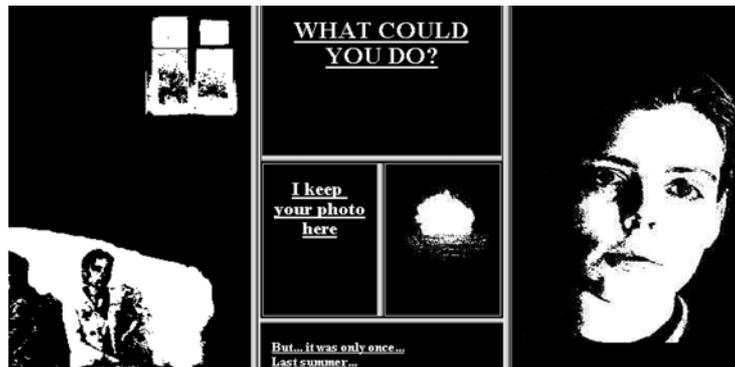 WHAT COULD
YOU DO?
I keep
your photo
here
But... it was only once...
Last summer...